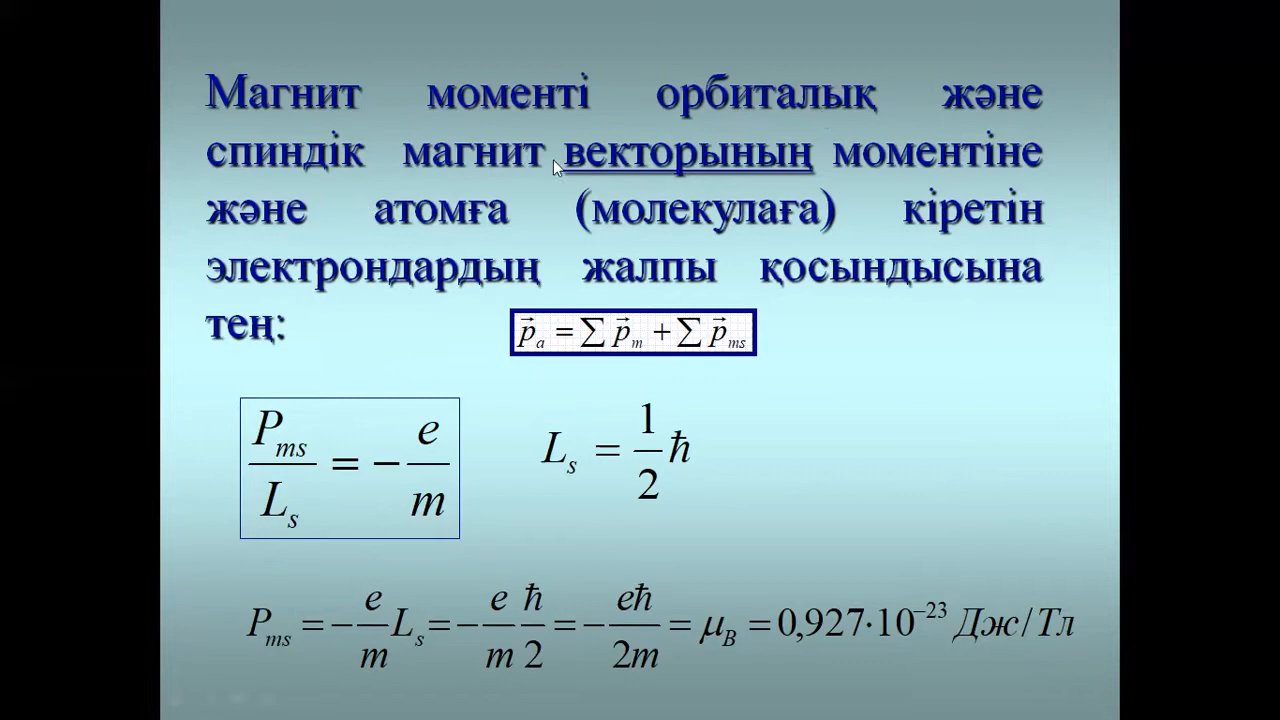 Магнит моменті орбиталық және
спиндік магнит векторының моментіне
және атомға (молекулаға) кіретін
электрондардың жалпы қосындысына
тең:
p⃗ₐ = ∑ p⃗ₘ + ∑ p⃗ₘₛ
Pₘₛ / Lₛ = − e / m
Lₛ = 1/2 ħ
Pₘₛ = − e/m Lₛ = − e/m ħ/2 = − eħ/2m = μ_B = 0,927·10⁻²³ Дж/Тл